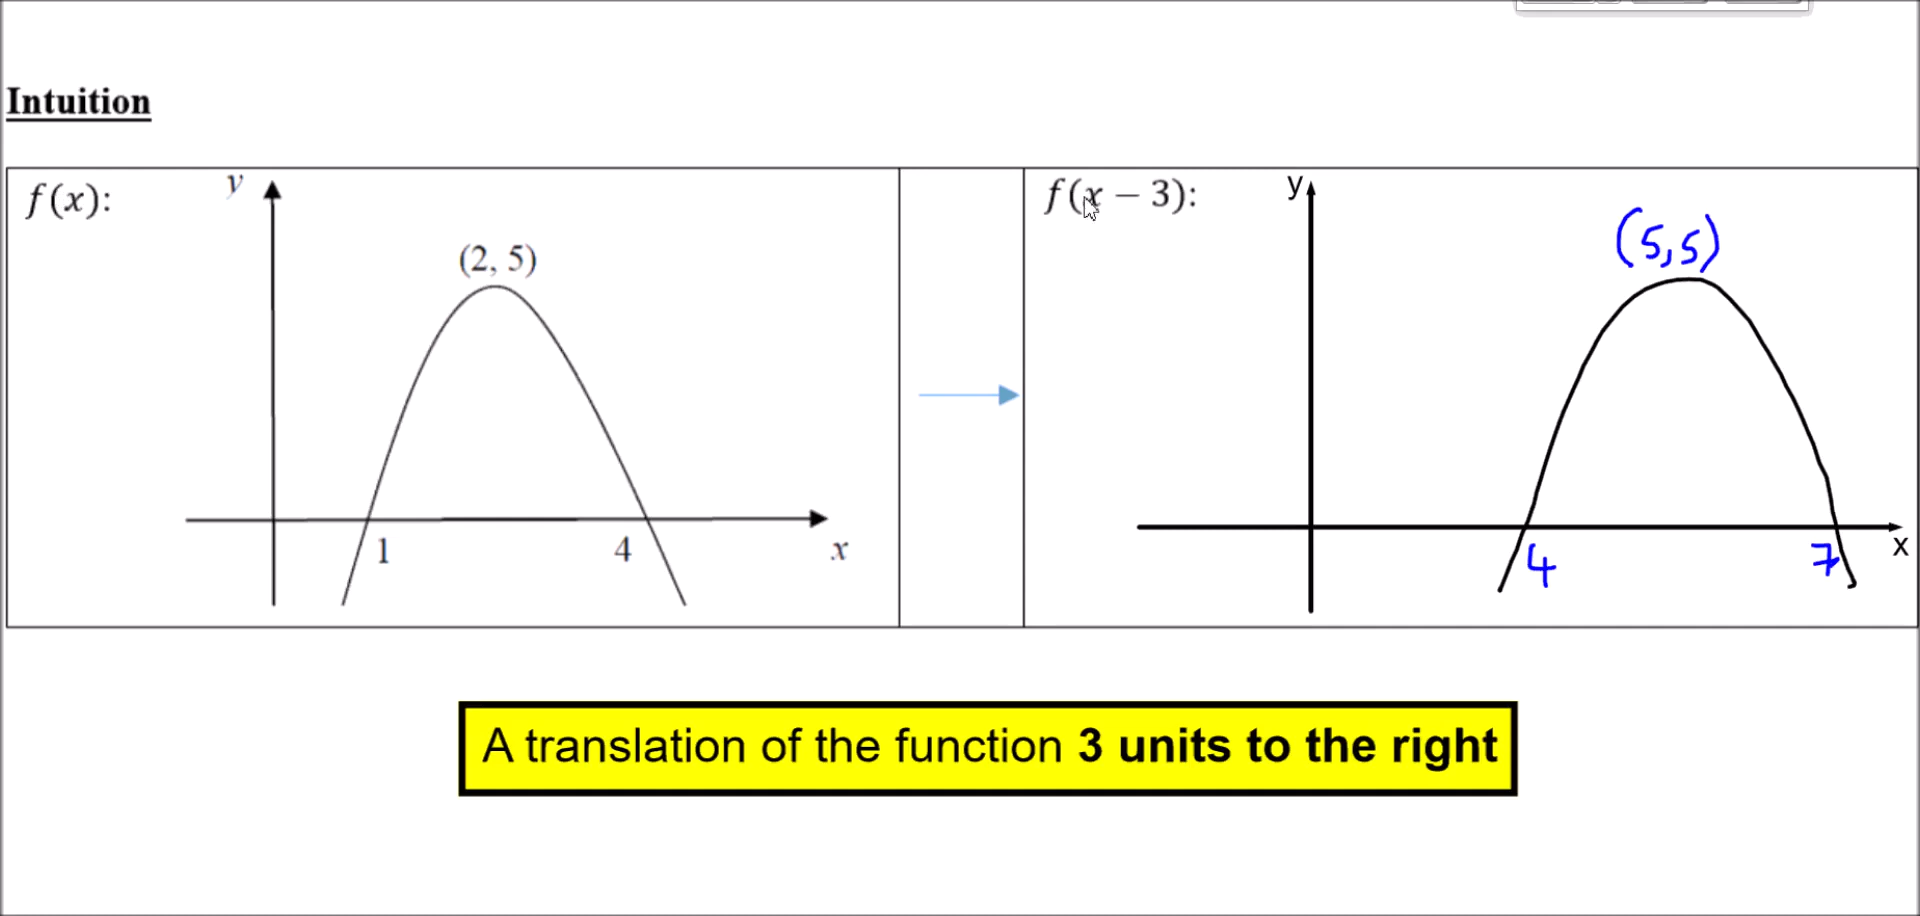 Intuition
f(x):
y
(2, 5)
1
4
x
f(x − 3):
y
(5,5)
4
7
x
A translation of the function 3 units to the right